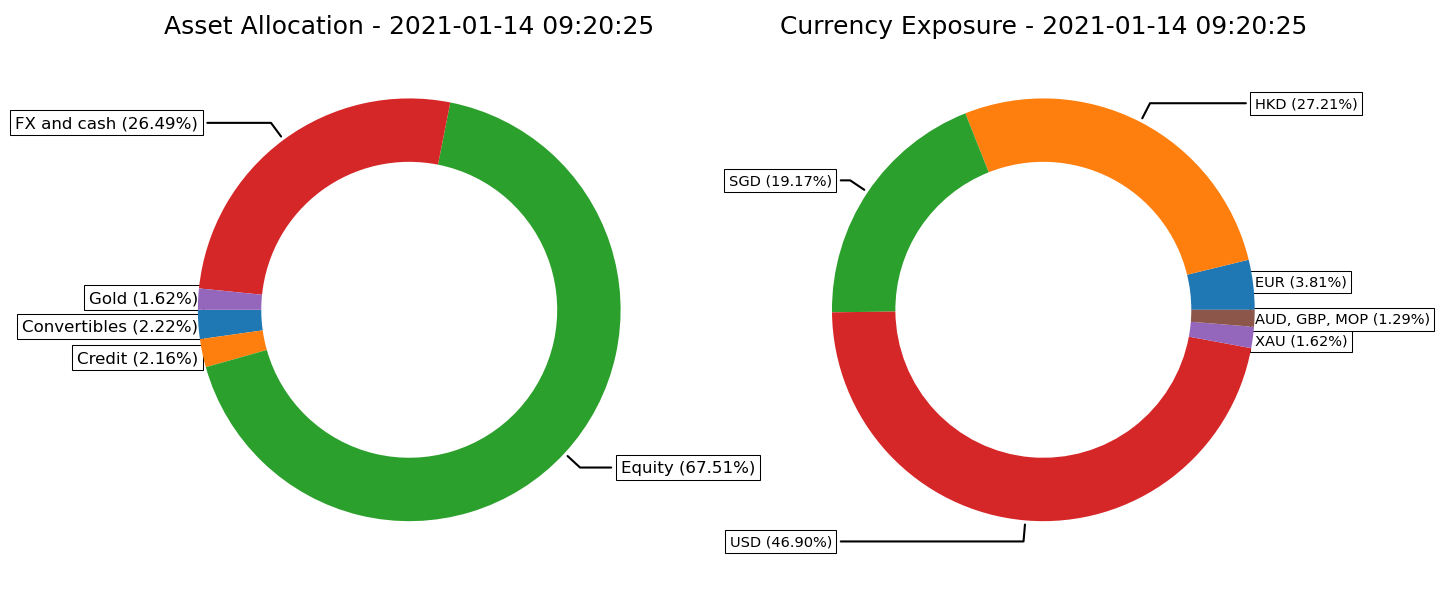 Asset Allocation - 2021-01-14 09:20:25
FX and cash (26.49%)
Gold (1.62%)
Convertibles (2.22%)
Credit (2.16%)
Equity (67.51%)
Currency Exposure - 2021-01-14 09:20:25
HKD (27.21%)
SGD (19.17%)
EUR (3.81%)
AUD, GBP, MOP (1.29%)
XAU (1.62%)
USD (46.90%)